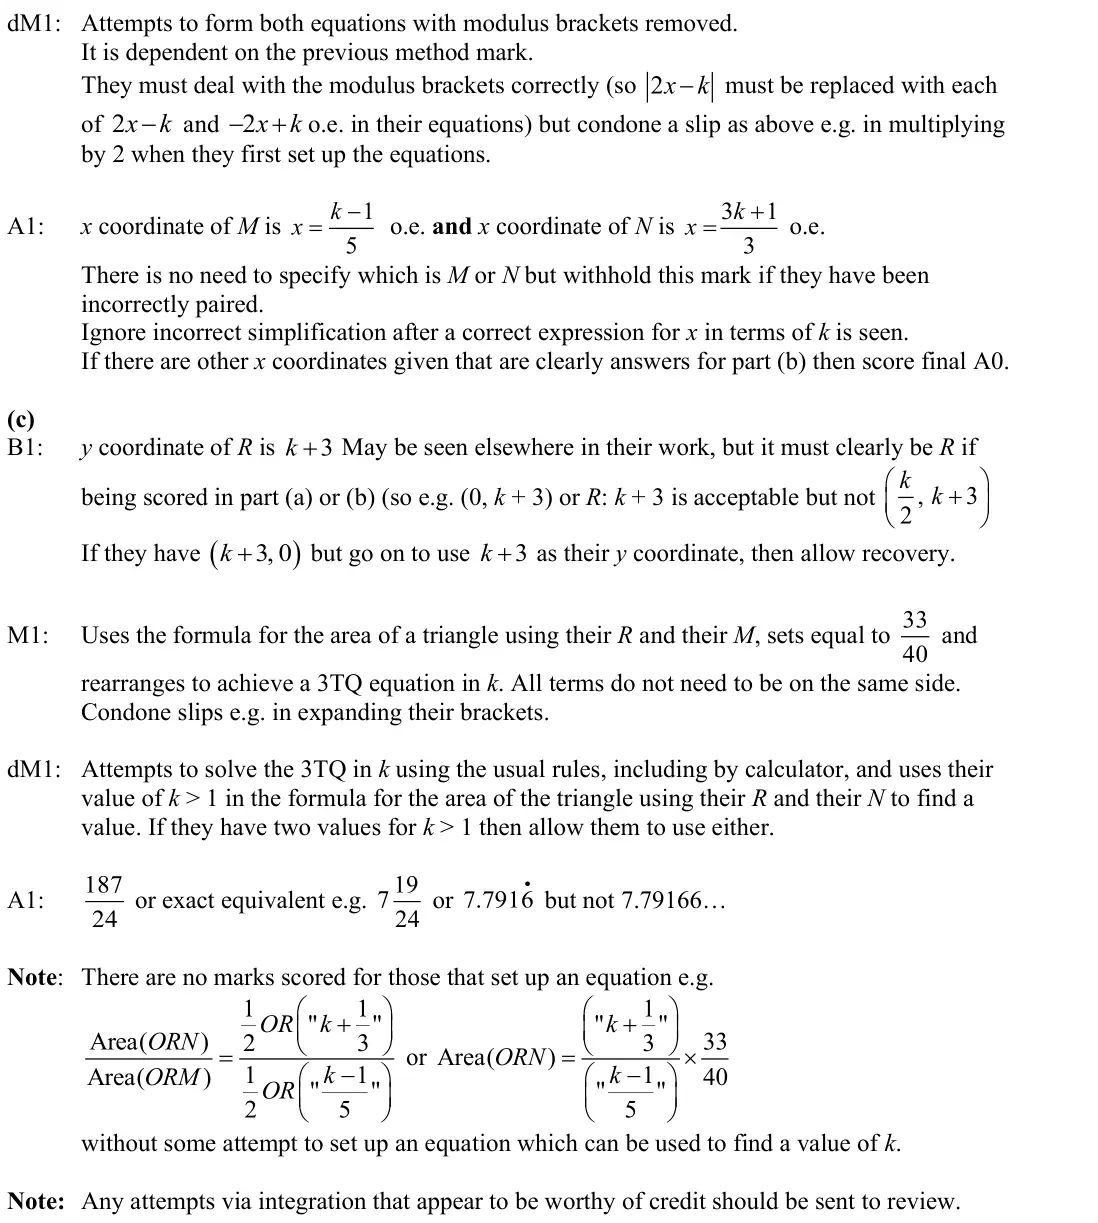 dM1: Attempts to form both equations with modulus brackets removed.
It is dependent on the previous method mark.
They must deal with the modulus brackets correctly (so |2x−k| must be replaced with each
of 2x−k and −2x+k o.e. in their equations) but condone a slip as above e.g. in multiplying
by 2 when they first set up the equations.
A1: x coordinate of M is x = (k−1)/5 o.e. and x coordinate of N is x = (3k+1)/3 o.e.
There is no need to specify which is M or N but withhold this mark if they have been
incorrectly paired.
Ignore incorrect simplification after a correct expression for x in terms of k is seen.
If there are other x coordinates given that are clearly answers for part (b) then score final A0.
(c)
B1: y coordinate of R is k+3 May be seen elsewhere in their work, but it must clearly be R if
being scored in part (a) or (b) (so e.g. (0, k + 3) or R: k + 3 is acceptable but not (k/2, k+3)
If they have (k+3, 0) but go on to use k+3 as their y coordinate, then allow recovery.
M1: Uses the formula for the area of a triangle using their R and their M, sets equal to 33/40 and
rearranges to achieve a 3TQ equation in k. All terms do not need to be on the same side.
Condone slips e.g. in expanding their brackets.
dM1: Attempts to solve the 3TQ in k using the usual rules, including by calculator, and uses their
value of k > 1 in the formula for the area of the triangle using their R and their N to find a
value. If they have two values for k > 1 then allow them to use either.
A1: 187/24 or exact equivalent e.g. 7 19/24 or 7.7916̇ but not 7.79166…
Note: There are no marks scored for those that set up an equation e.g.
Area(ORN)/Area(ORM) = (1/2 OR("k+1/3"))/(1/2 OR("(k−1)/5")) or Area(ORN) = ("k+1/3")/("(k−1)/5") × 33/40
without some attempt to set up an equation which can be used to find a value of k.
Note: Any attempts via integration that appear to be worthy of credit should be sent to review.